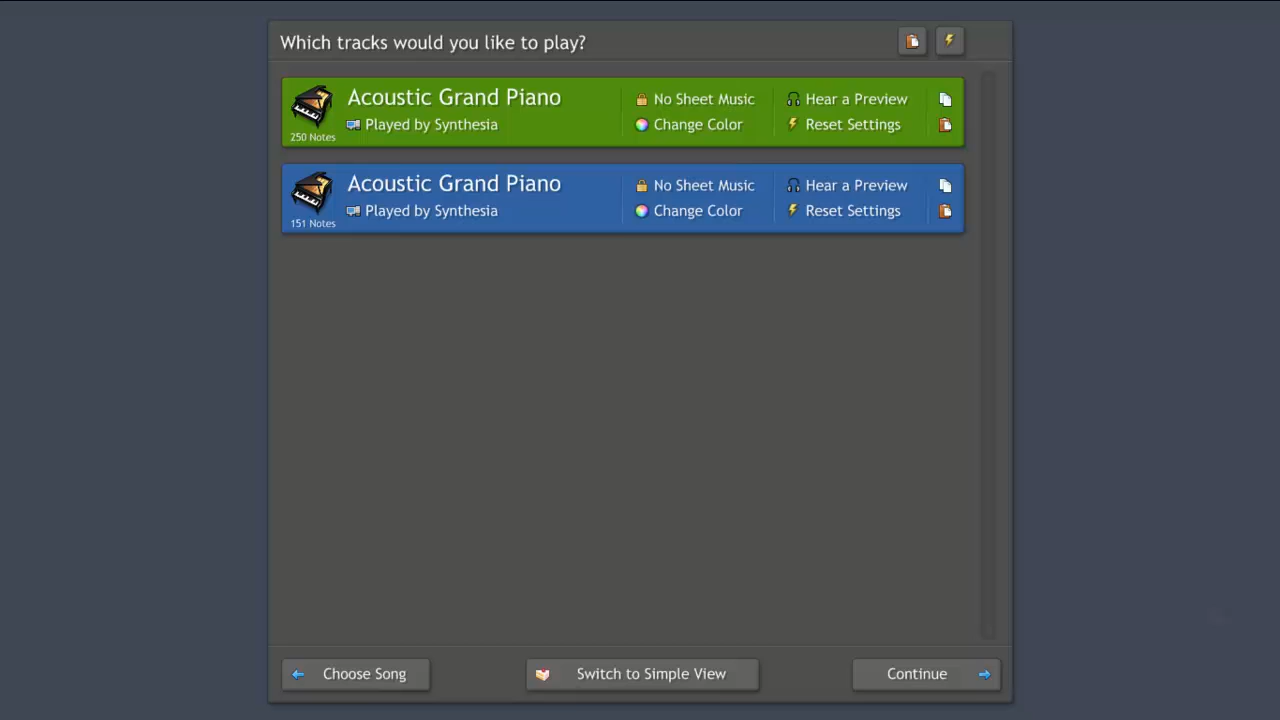 Which tracks would you like to play?
Acoustic Grand Piano
No Sheet Music
Hear a Preview
Played by Synthesia
Change Color
Reset Settings
250 Notes
Acoustic Grand Piano
No Sheet Music
Hear a Preview
Played by Synthesia
Change Color
Reset Settings
151 Notes
Choose Song
Switch to Simple View
Continue